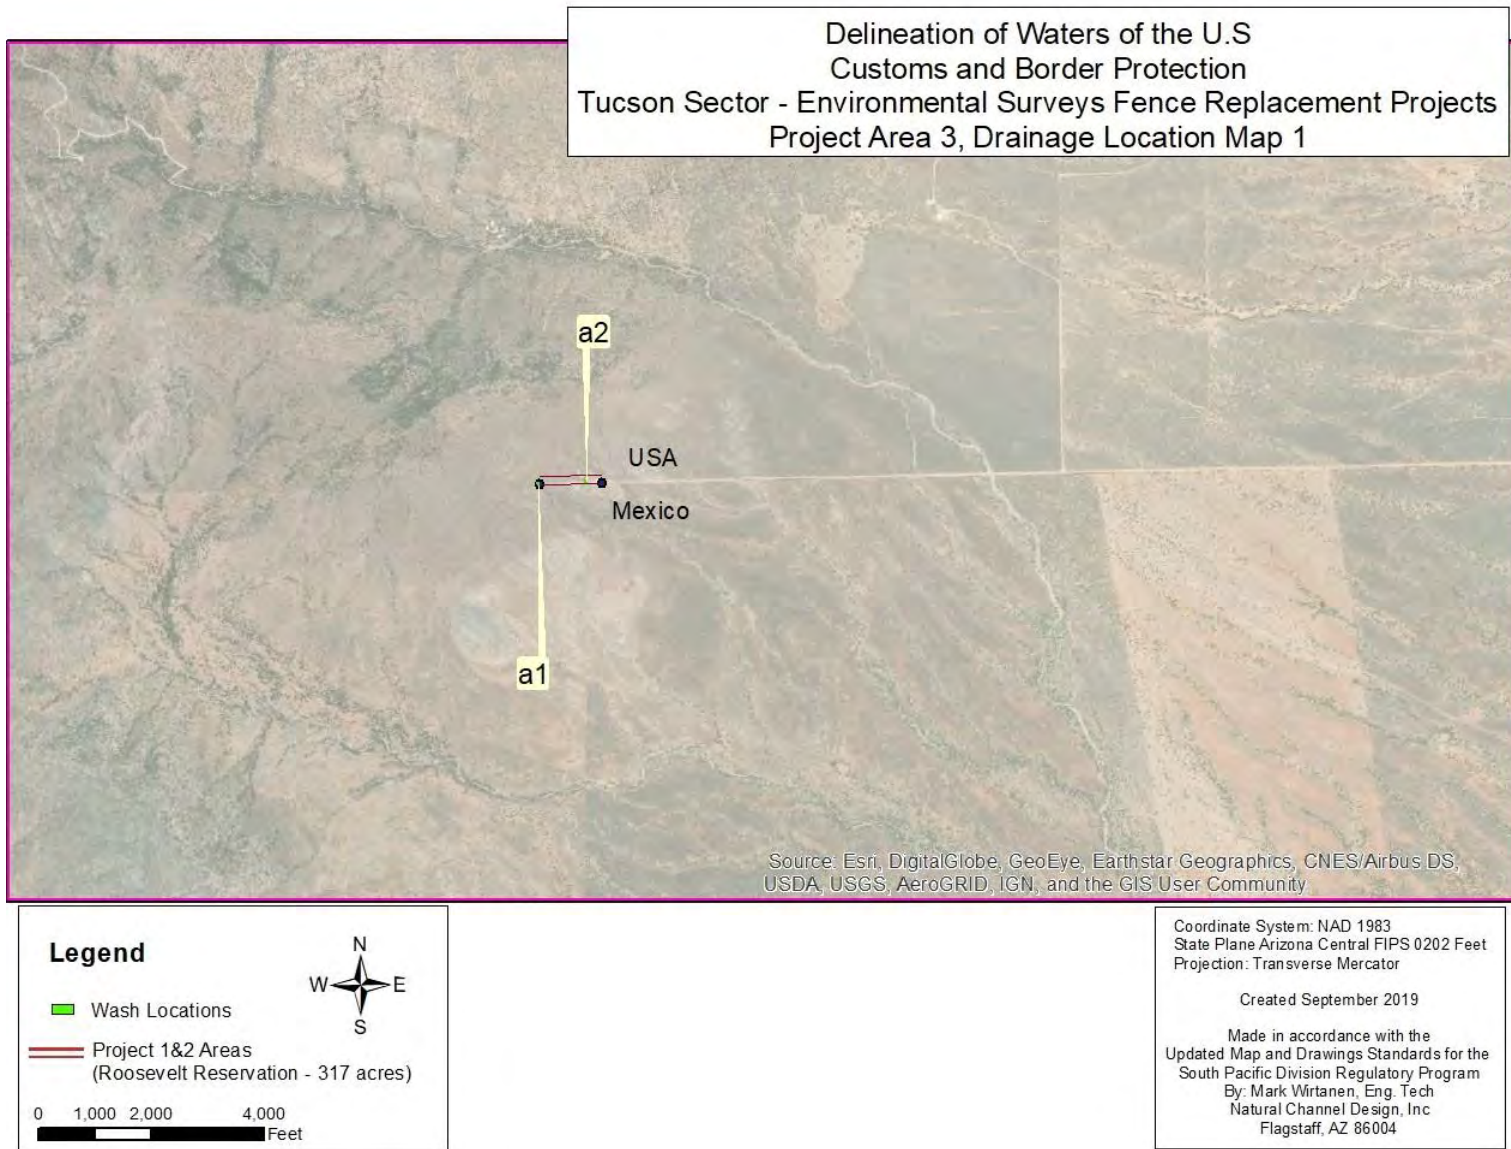 Delineation of Waters of the U.S
Customs and Border Protection
Tucson Sector - Environmental Surveys Fence Replacement Projects
Project Area 3, Drainage Location Map 1
a2
USA
Mexico
a1
Source: Esri, DigitalGlobe, GeoEye, Earthstar Geographics, CNES/Airbus DS,
USDA, USGS, AeroGRID, IGN, and the GIS User Community
Legend
N
W E
S
Wash Locations
Project 1&2 Areas
(Roosevelt Reservation - 317 acres)
0 1,000 2,000 4,000
Feet
Coordinate System: NAD 1983
State Plane Arizona Central FIPS 0202 Feet
Projection: Transverse Mercator
Created September 2019
Made in accordance with the
Updated Map and Drawings Standards for the
South Pacific Division Regulatory Program
By: Mark Wirtanen, Eng. Tech
Natural Channel Design, Inc
Flagstaff, AZ 86004